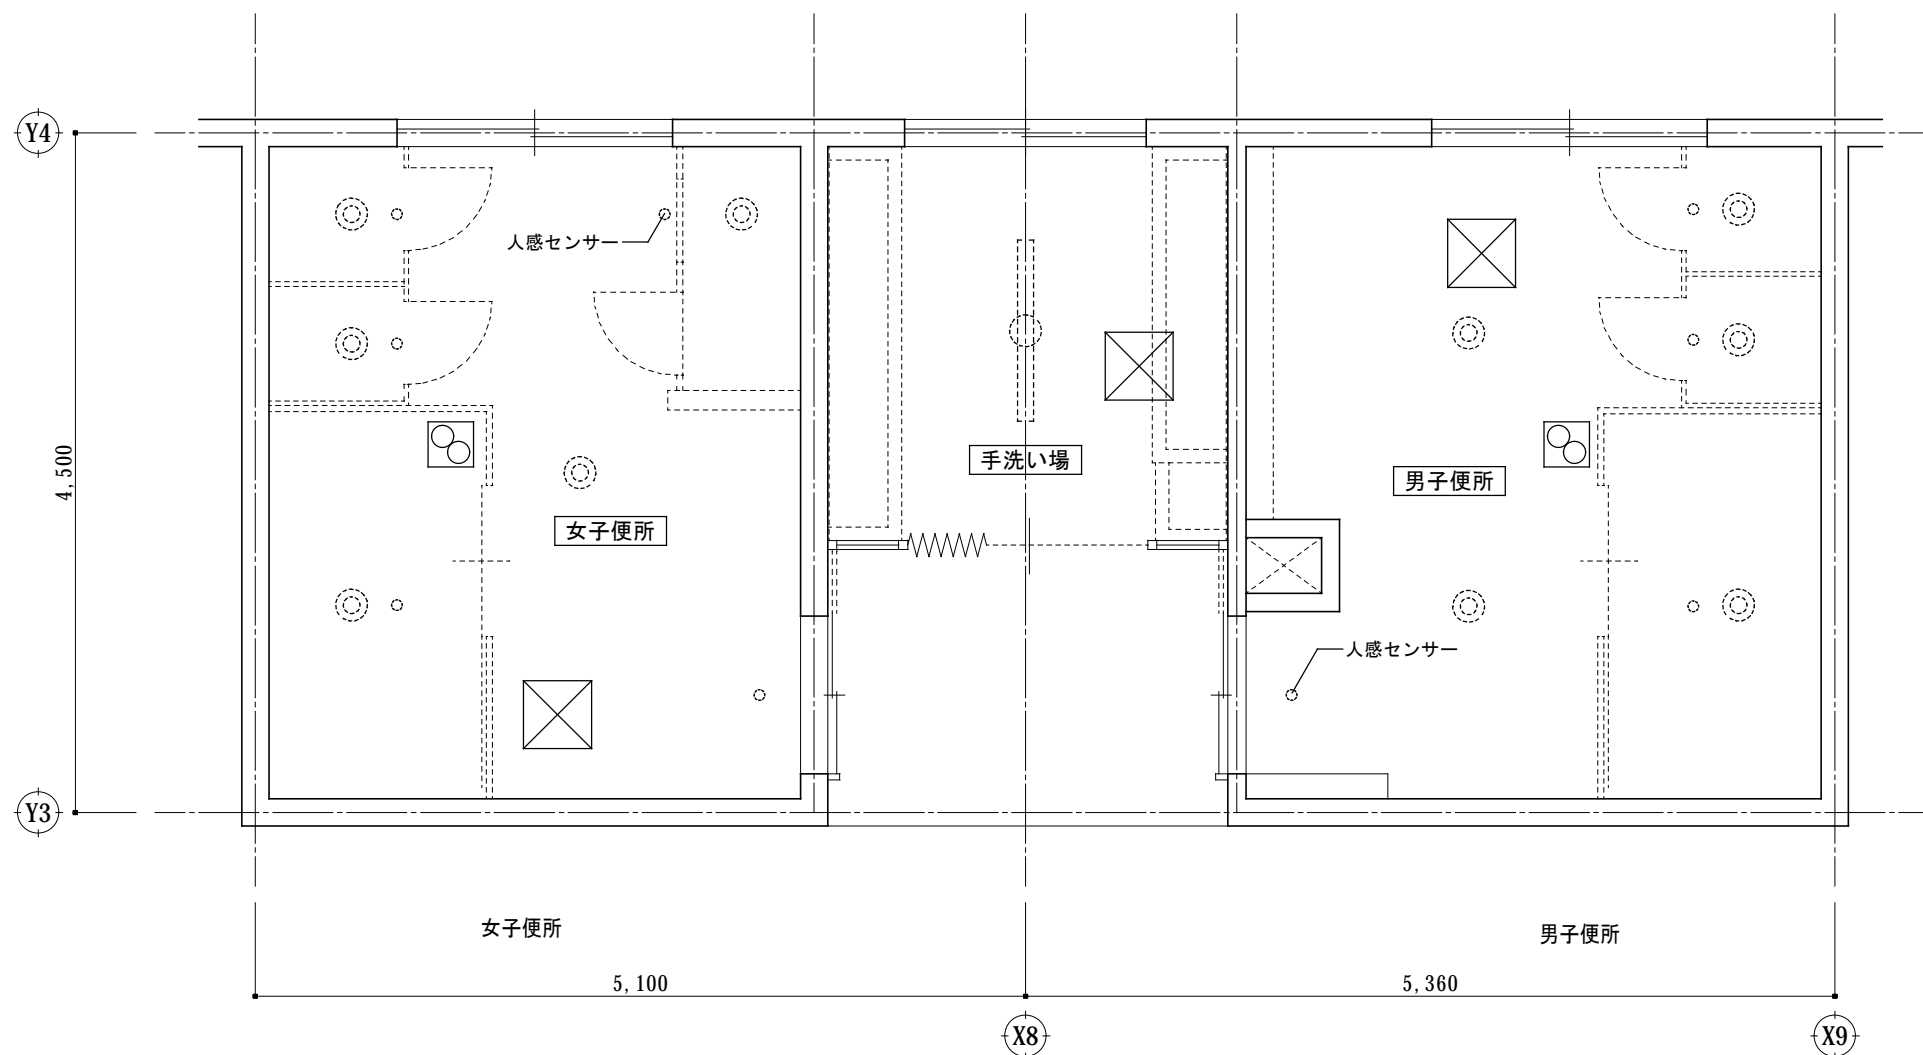 Y4
人感センサー
手洗い場
男子便所
4,500
女子便所
人感センサー
Y3
女子便所
男子便所
5,100
5,360
X8
X9